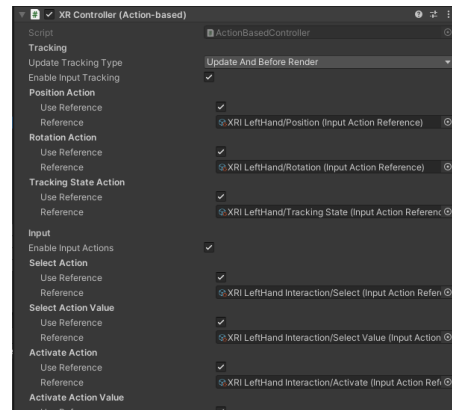 XR Controller (Action-based)
Script ActionBasedController
Tracking
Update Tracking Type Update And Before Render
Enable Input Tracking
Position Action
Use Reference
Reference XRI LeftHand/Position (Input Action Reference)
Rotation Action
Use Reference
Reference XRI LeftHand/Rotation (Input Action Reference)
Tracking State Action
Use Reference
Reference XRI LeftHand/Tracking State (Input Action Referenc
Input
Enable Input Actions
Select Action
Use Reference
Reference XRI LeftHand Interaction/Select (Input Action Refere
Select Action Value
Use Reference
Reference XRI LeftHand Interaction/Select Value (Input Action
Activate Action
Use Reference
Reference XRI LeftHand Interaction/Activate (Input Action Ref
Activate Action Value